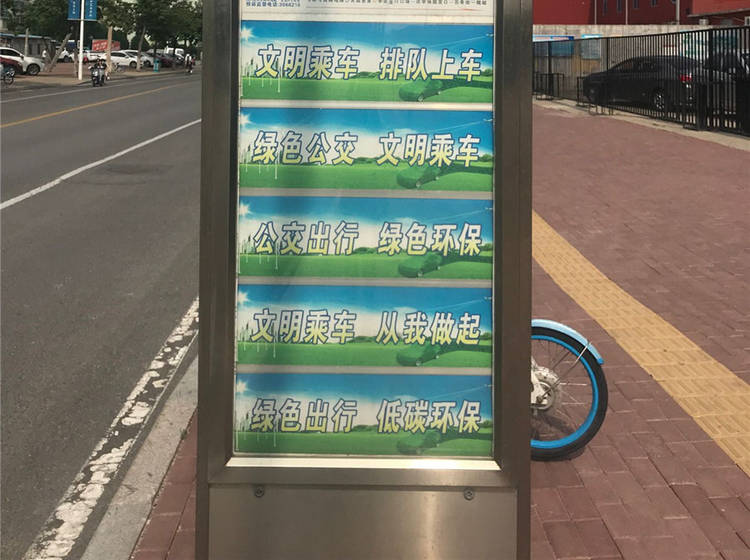 文明乘车 排队上车
绿色公交 文明乘车
公交出行 绿色环保
文明乘车 从我做起
绿色出行 低碳环保